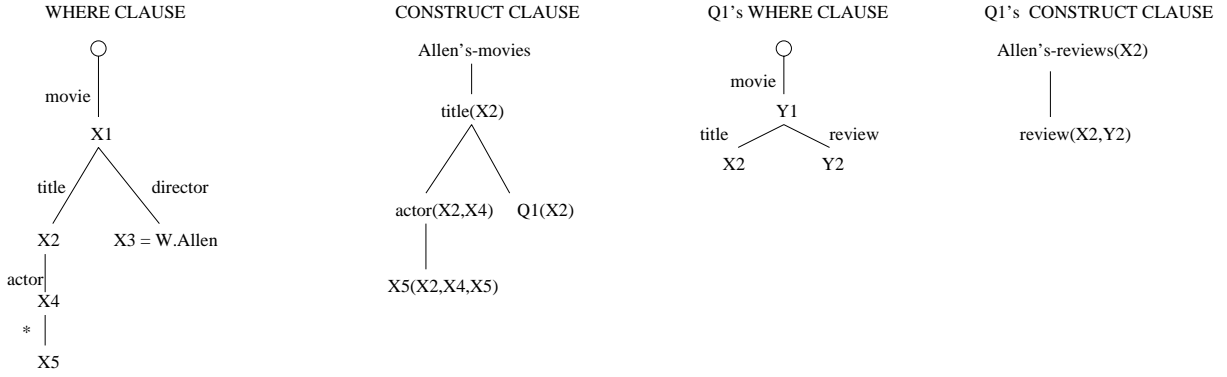 WHERE CLAUSE
movie
X1
title
director
X2
X3 = W.Allen
actor
X4
*
X5
CONSTRUCT CLAUSE
Allen's-movies
title(X2)
actor(X2,X4)
Q1(X2)
X5(X2,X4,X5)
Q1's WHERE CLAUSE
movie
Y1
title
review
X2
Y2
Q1's CONSTRUCT CLAUSE
Allen's-reviews(X2)
review(X2,Y2)